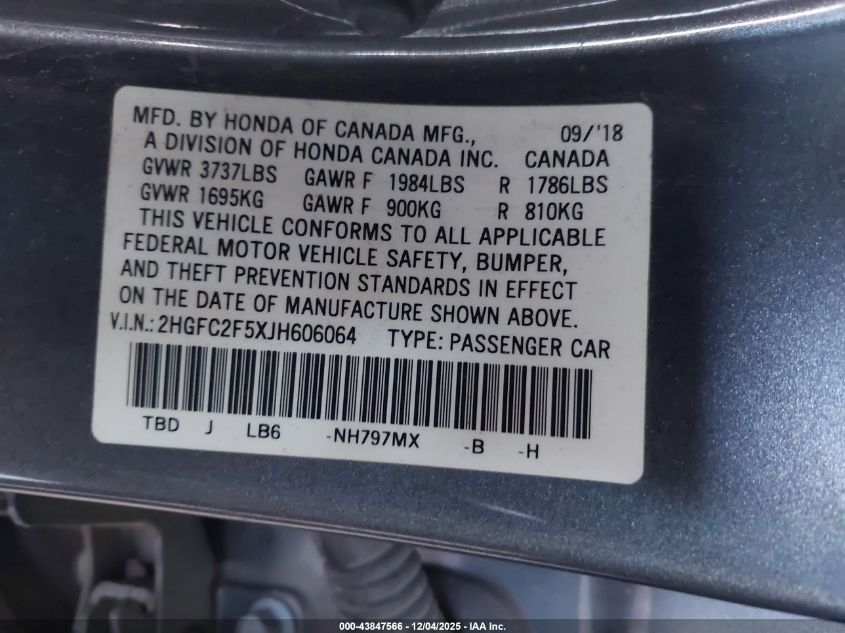 MFD. BY HONDA OF CANADA MFG., 09/'18
A DIVISION OF HONDA CANADA INC. CANADA
GVWR 3737LBS GAWR F 1984LBS R 1786LBS
GVWR 1695KG GAWR F 900KG R 810KG
THIS VEHICLE CONFORMS TO ALL APPLICABLE
FEDERAL MOTOR VEHICLE SAFETY, BUMPER,
AND THEFT PREVENTION STANDARDS IN EFFECT
ON THE DATE OF MANUFACTURE SHOWN ABOVE.
V.I.N.: 2HGFC2F5XJH606064 TYPE: PASSENGER CAR
TBD J LB6 -NH797MX -B -H
000-43847566 - 12/04/2025 - IAA Inc.